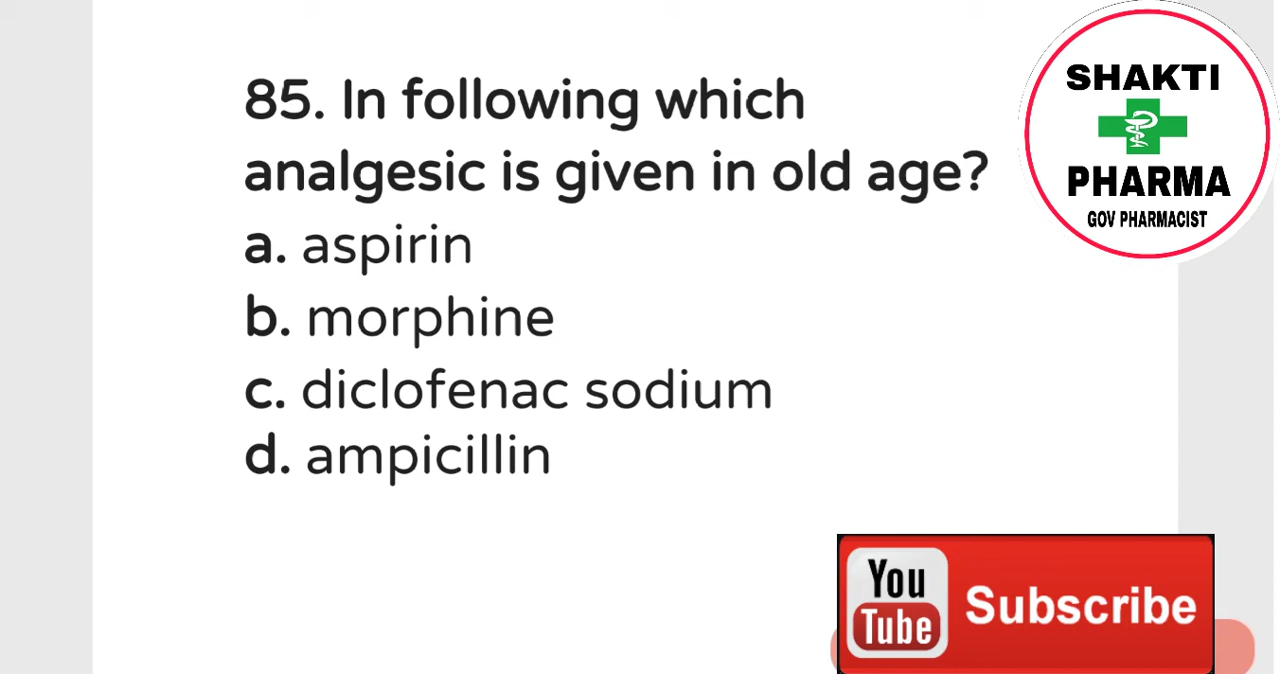 85. In following which
analgesic is given in old age?
a. aspirin
b. morphine
c. diclofenac sodium
d. ampicillin
SHAKTI
PHARMA
GOV PHARMACIST
You
Tube
Subscribe